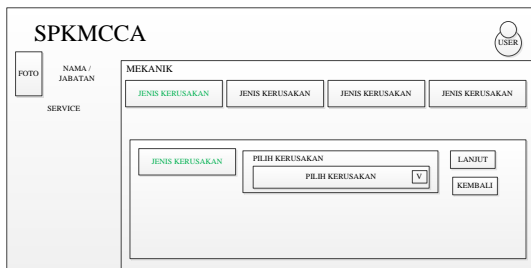 SPKMCCA
USER
FOTO
NAMA /
JABATAN
SERVICE
MEKANIK
JENIS KERUSAKAN
JENIS KERUSAKAN
JENIS KERUSAKAN
JENIS KERUSAKAN
JENIS KERUSAKAN
PILIH KERUSAKAN
PILIH KERUSAKAN
V
LANJUT
KEMBALI